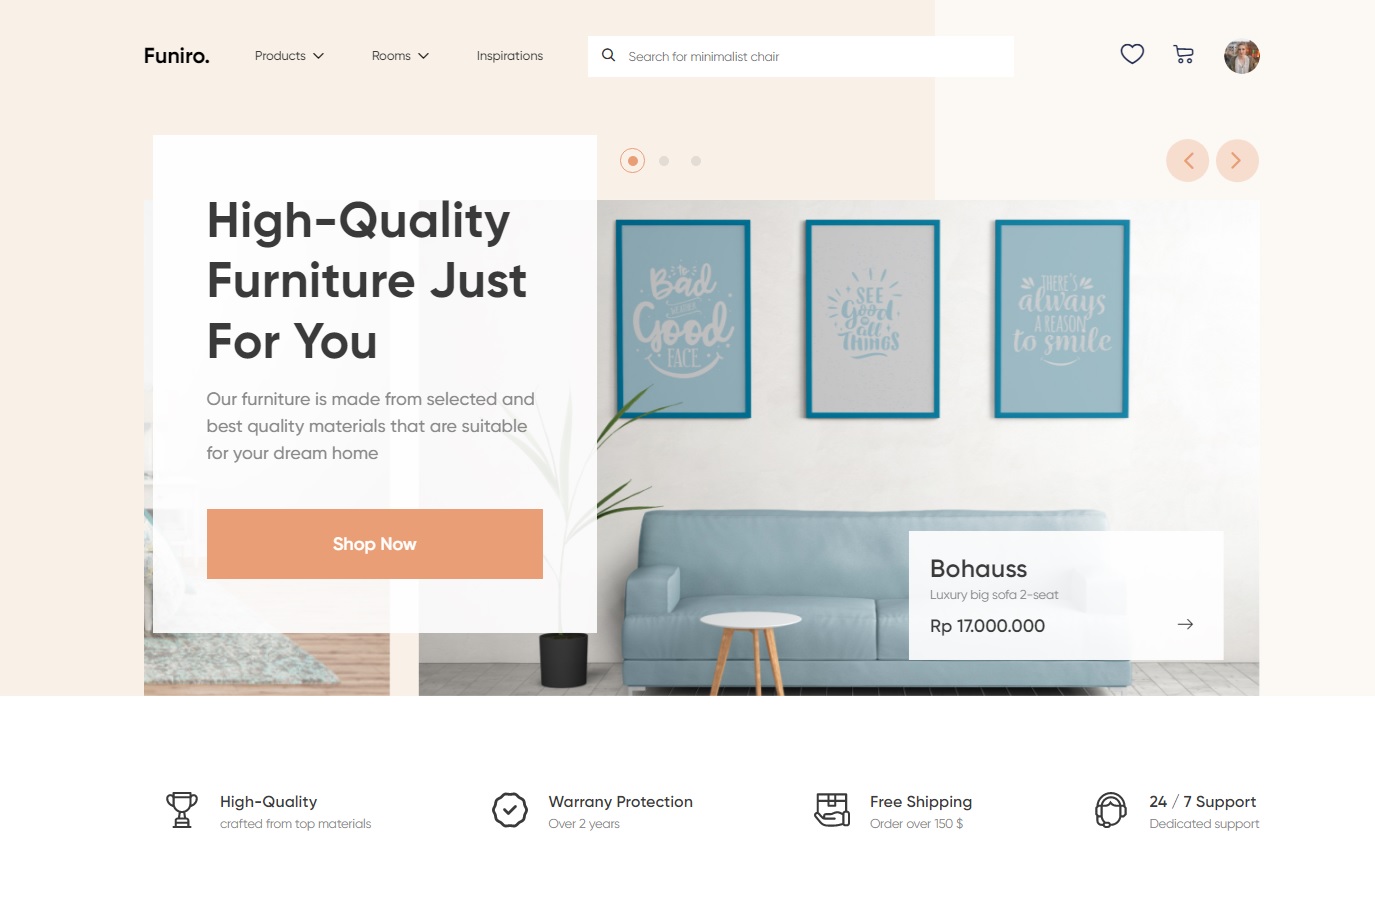 Funiro.
Products
Rooms
Inspirations
Search for minimalist chair
High-Quality
Furniture Just
For You
Our furniture is made from selected and
best quality materials that are suitable
for your dream home
Shop Now
to
Bad
Good
FACE
SEE
Good
in
all
THINGS
THERE'S
always
A REASON
to smile
Bohauss
Luxury big sofa 2-seat
Rp 17.000.000
High-Quality
crafted from top materials
Warrany Protection
Over 2 years
Free Shipping
Order over 150 $
24 / 7 Support
Dedicated support